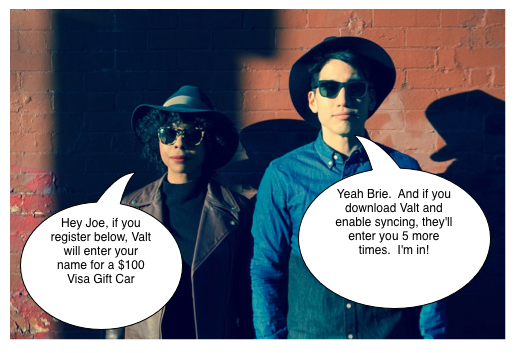 Hey Joe, if you
register below, Valt
will enter your
name for a $100
Visa Gift Car
Yeah Brie.  And if you
download Valt and
enable syncing, they'll
enter you 5 more
times.  I'm in!